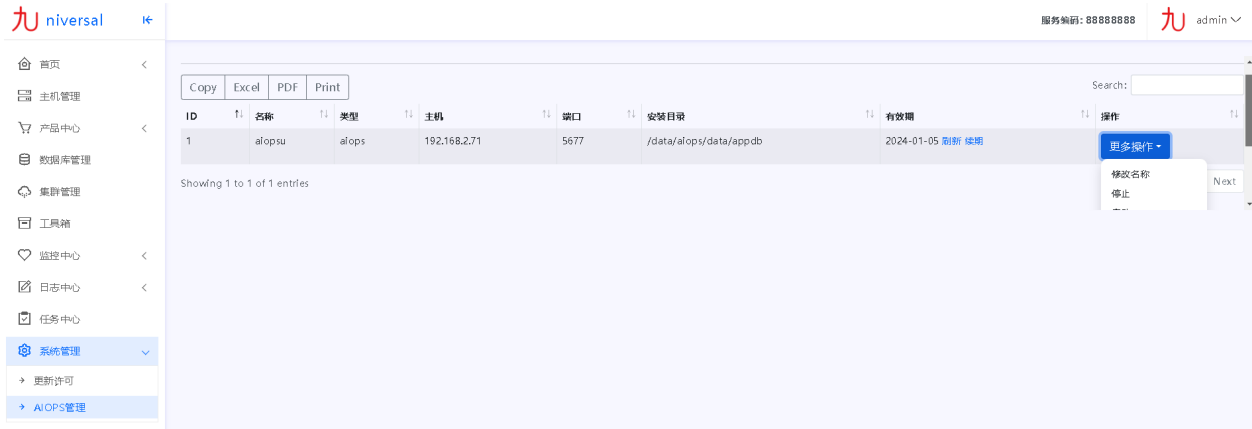 九 niversal
服务编码: 88888888
九 admin
首页
主机管理
产品中心
数据库管理
集群管理
工具箱
监控中心
日志中心
任务中心
系统管理
更新许可
AIOPS管理
Copy Excel PDF Print
Search:
ID 名称 类型 主机 端口 安装目录 有效期 操作
1 aiopsu aiops 192.168.2.71 5677 /data/aiops/data/appdb 2024-01-05 刷新 续期 更多操作
修改名称
停止
Showing 1 to 1 of 1 entries
Next